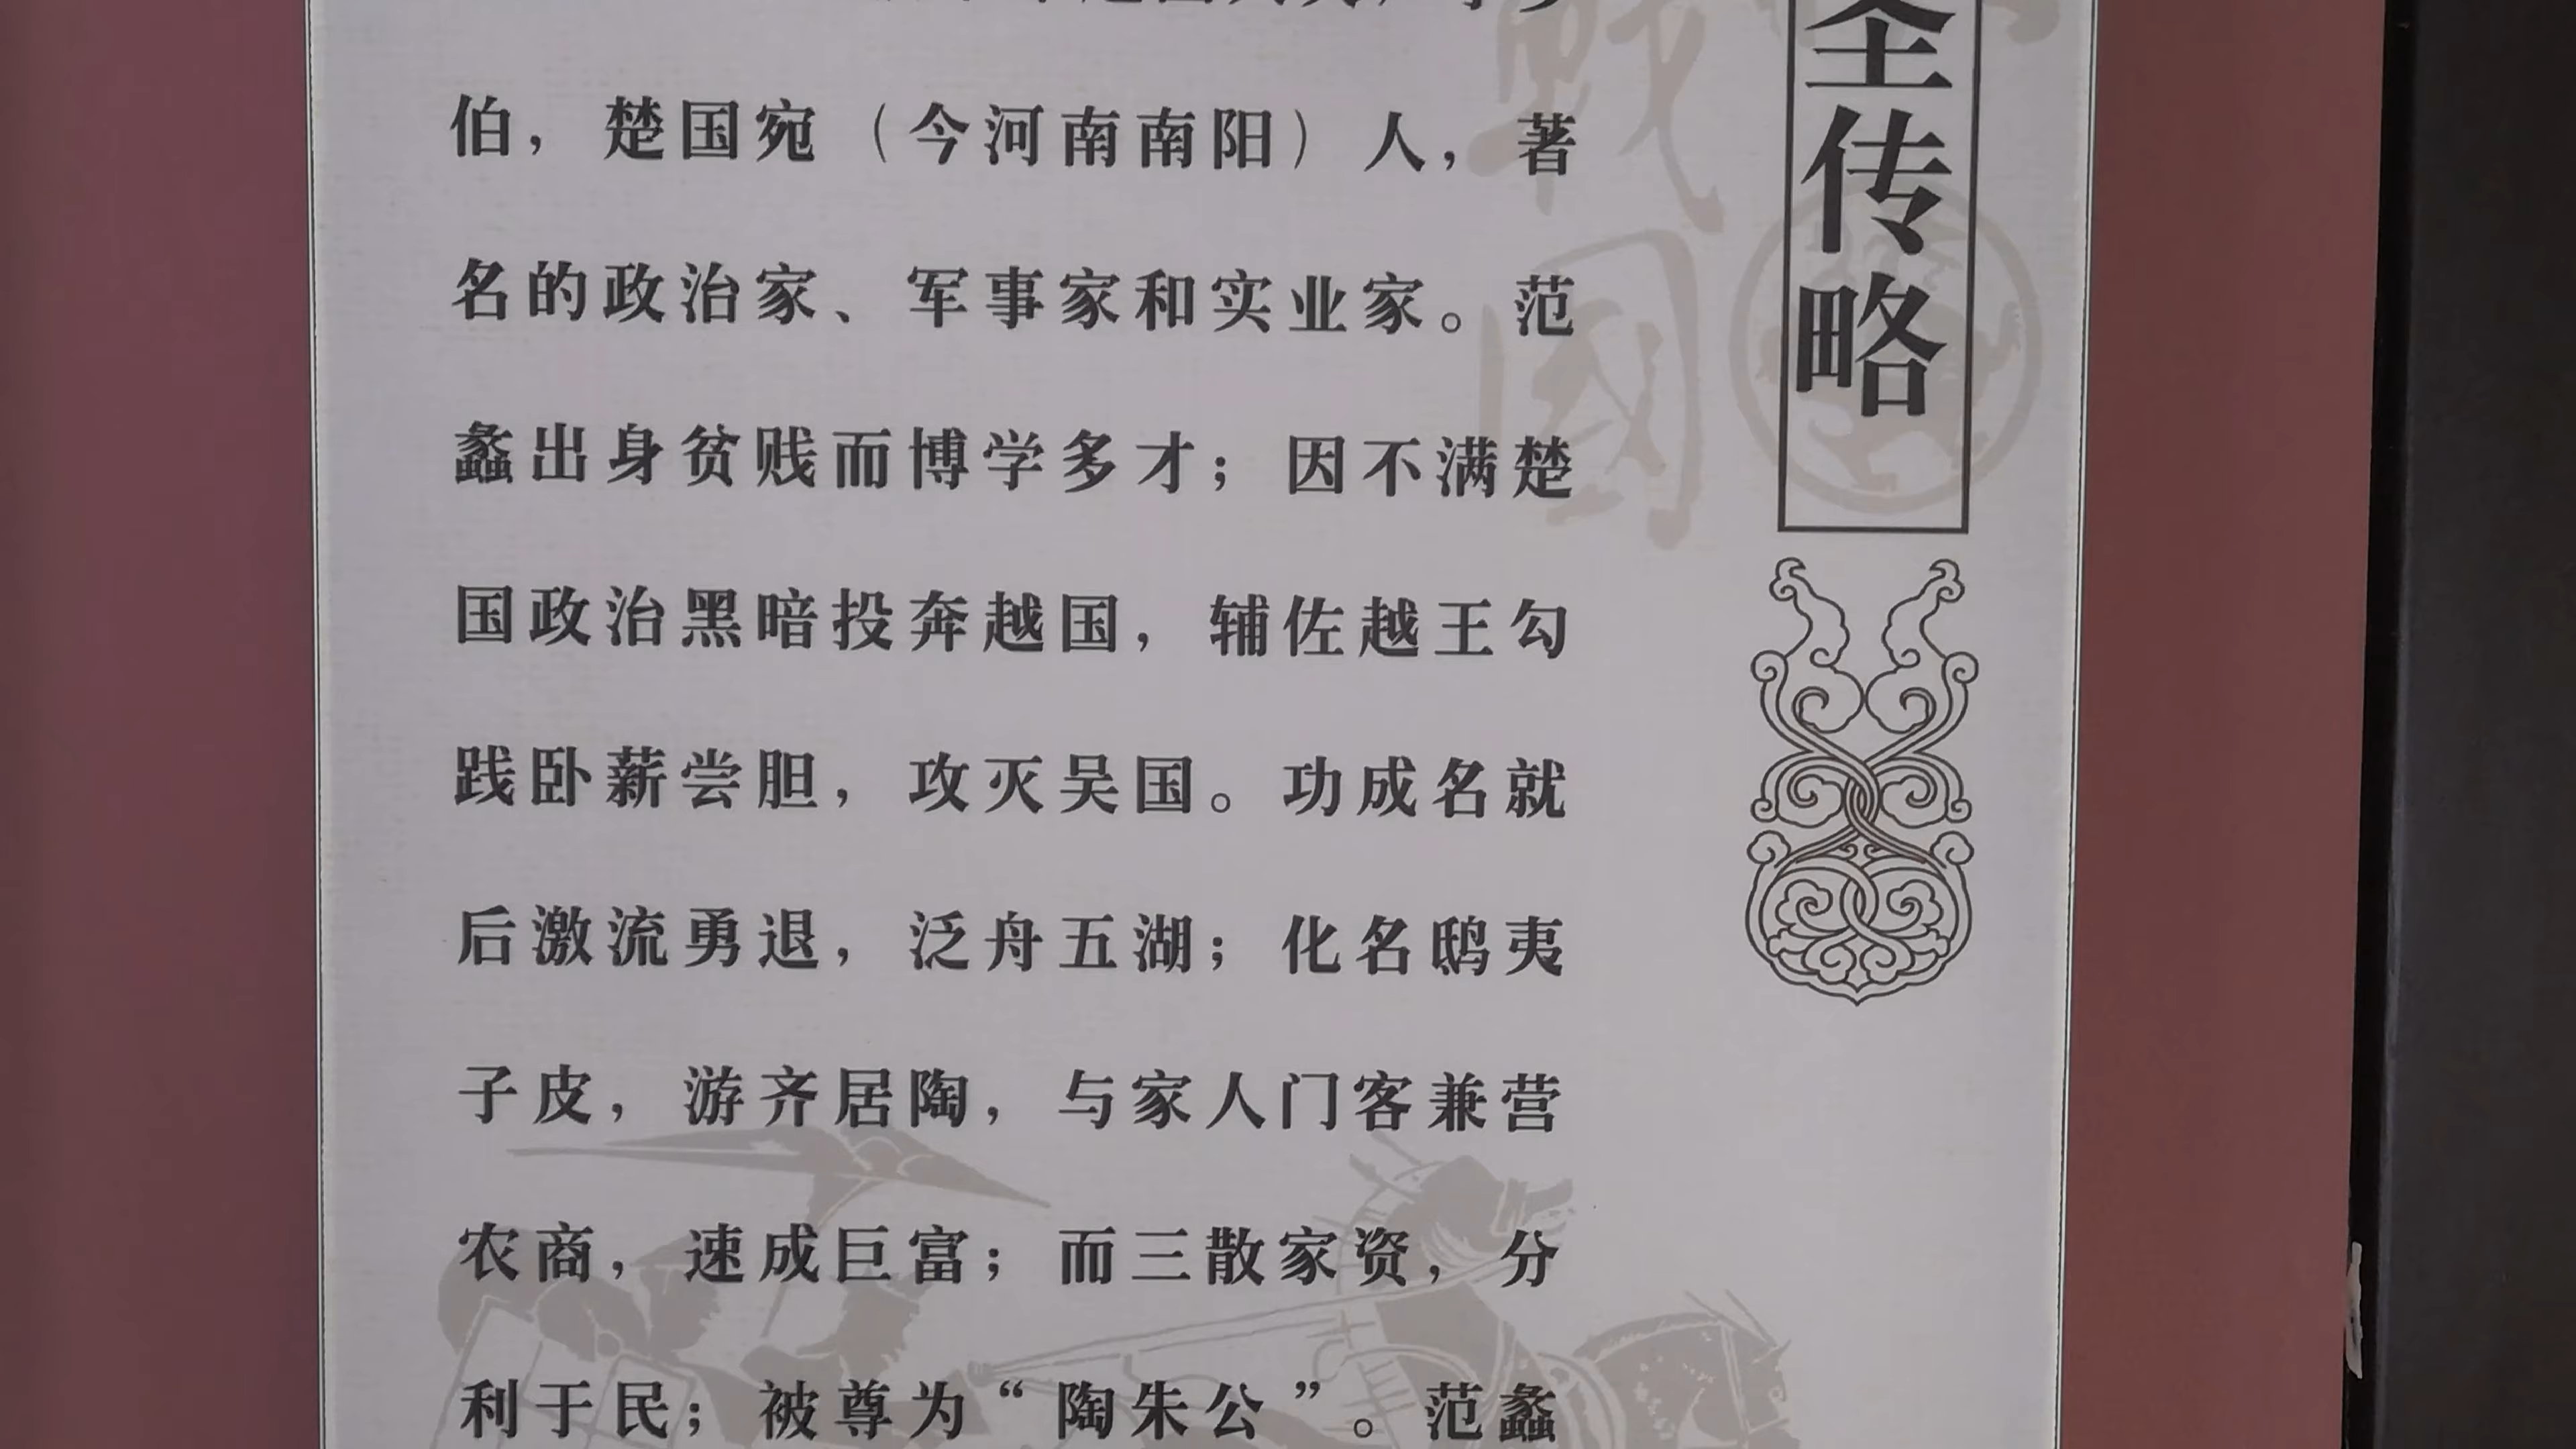 伯，楚国宛（今河南南阳）人，著
名的政治家、军事家和实业家。范
蠡出身贫贱而博学多才；因不满楚
国政治黑暗投奔越国，辅佐越王勾
践卧薪尝胆，攻灭吴国。功成名就
后激流勇退，泛舟五湖；化名鸱夷
子皮，游齐居陶，与家人门客兼营
农商，速成巨富；而三散家资，分
利于民；被尊为“陶朱公”。范蠡
传略
戰國